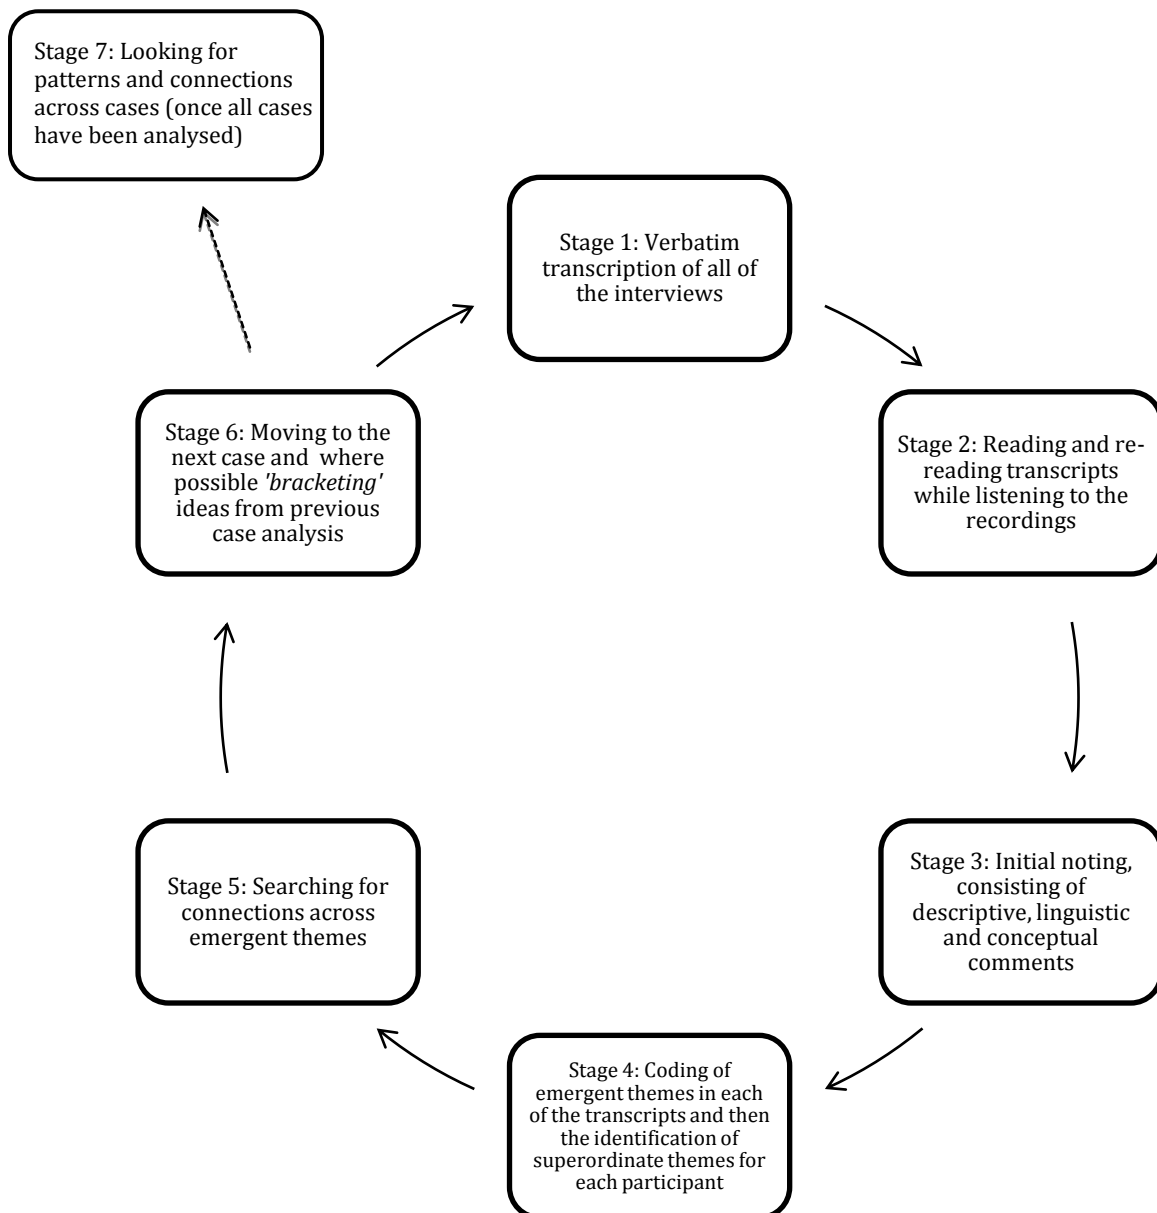 Stage 7: Looking for
patterns and connections
across cases (once all cases
have been analysed)
Stage 1: Verbatim
transcription of all of
the interviews
Stage 2: Reading and re-
reading transcripts
while listening to the
recordings
Stage 3: Initial noting,
consisting of
descriptive, linguistic
and conceptual
comments
Stage 4: Coding of
emergent themes in each
of the transcripts and then
the identification of
superordinate themes for
each participant
Stage 5: Searching for
connections across
emergent themes
Stage 6: Moving to the
next case and  where
possible 'bracketing'
ideas from previous
case analysis